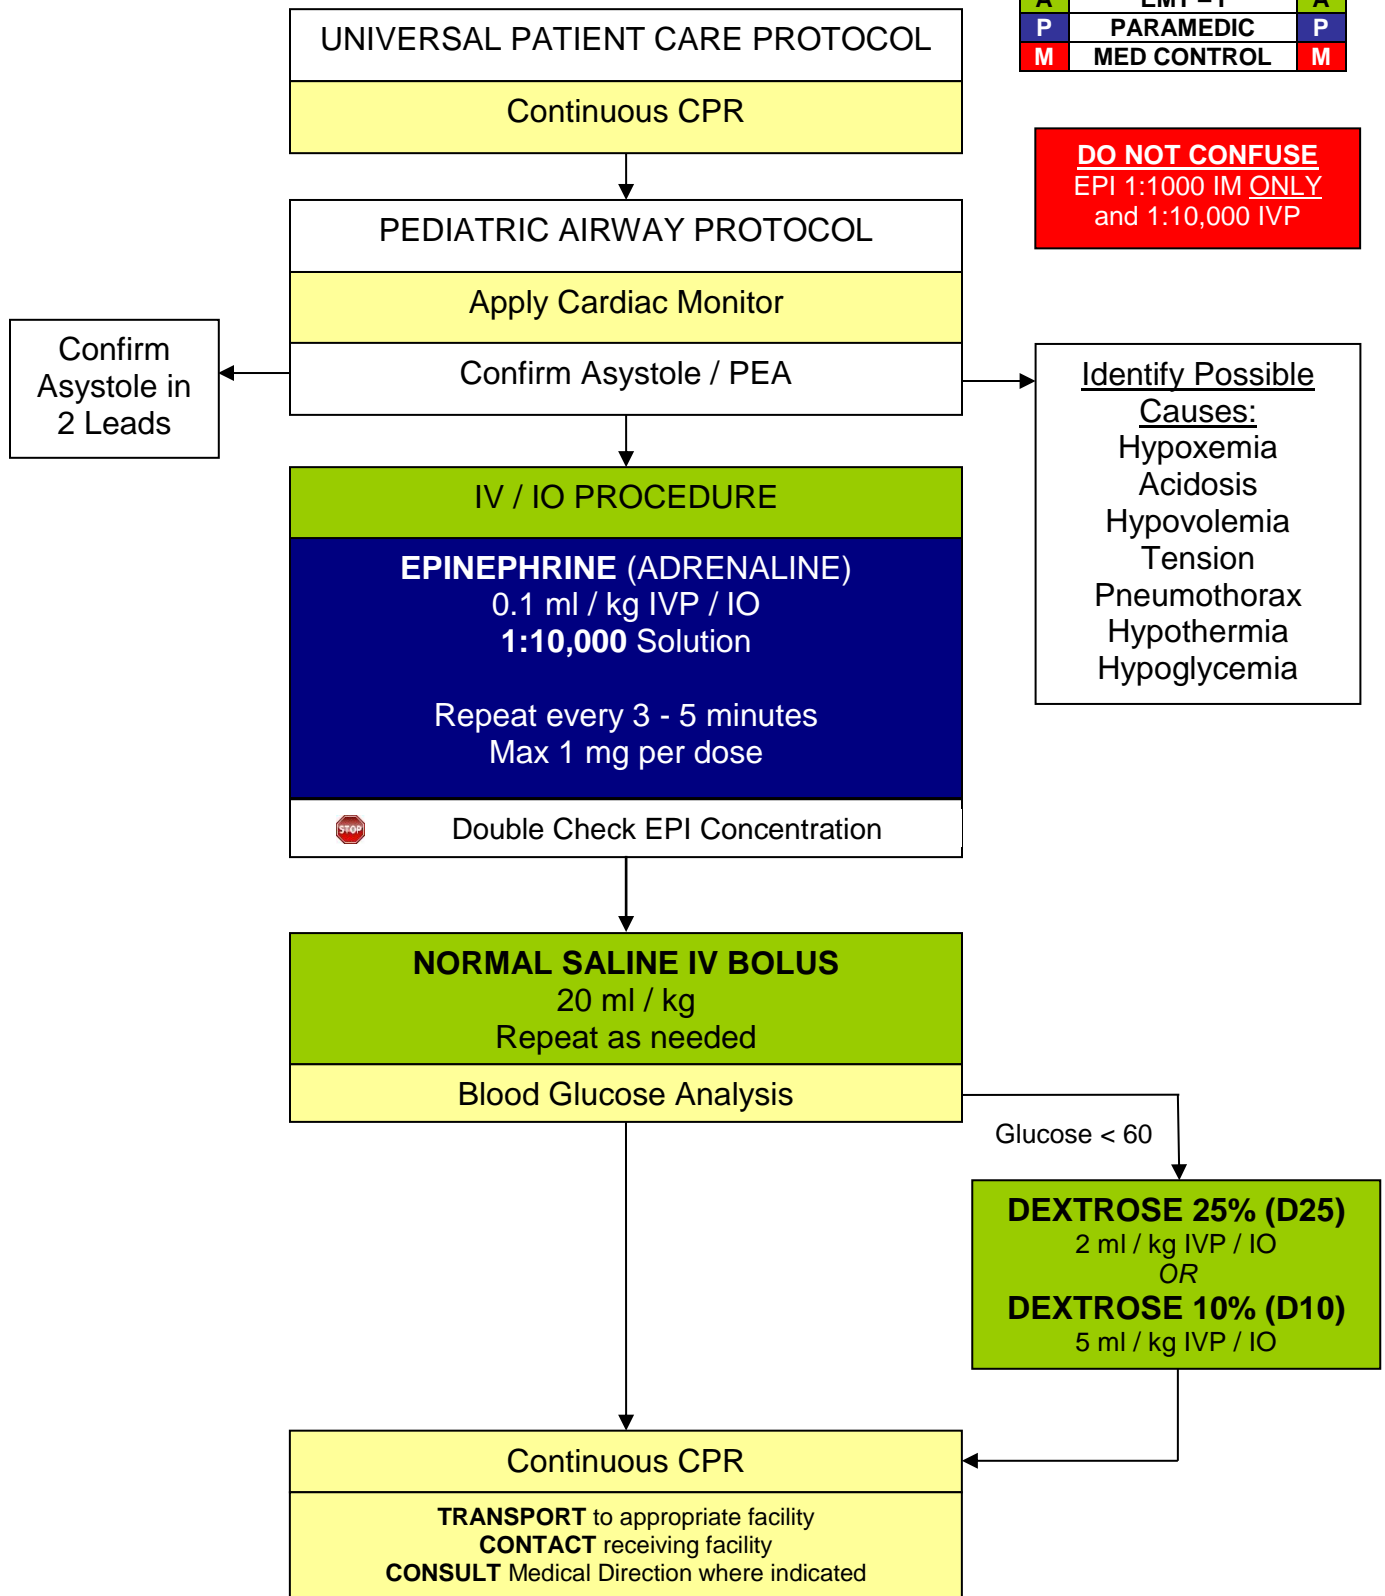 UNIVERSAL PATIENT CARE PROTOCOL
Continuous CPR
A EMT – I A
P PARAMEDIC P
M MED CONTROL M
DO NOT CONFUSE
EPI 1:1000 IM ONLY
and 1:10,000 IVP
PEDIATRIC AIRWAY PROTOCOL
Apply Cardiac Monitor
Confirm Asystole / PEA
Confirm
Asystole in
2 Leads
Identify Possible
Causes:
Hypoxemia
Acidosis
Hypovolemia
Tension
Pneumothorax
Hypothermia
Hypoglycemia
IV / IO PROCEDURE
EPINEPHRINE (ADRENALINE)
0.1 ml / kg IVP / IO
1:10,000 Solution
Repeat every 3 - 5 minutes
Max 1 mg per dose
STOP Double Check EPI Concentration
NORMAL SALINE IV BOLUS
20 ml / kg
Repeat as needed
Blood Glucose Analysis
Glucose < 60
DEXTROSE 25% (D25)
2 ml / kg IVP / IO
OR
DEXTROSE 10% (D10)
5 ml / kg IVP / IO
Continuous CPR
TRANSPORT to appropriate facility
CONTACT receiving facility
CONSULT Medical Direction where indicated